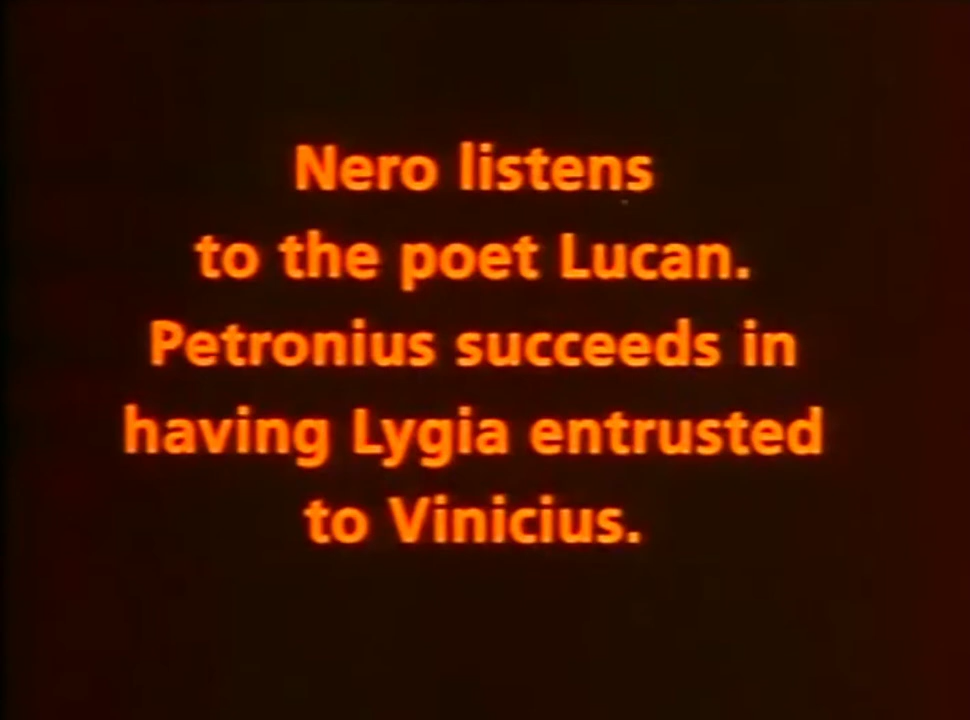 Nero listens
to the poet Lucan.
Petronius succeeds in
having Lygia entrusted
to Vinicius.